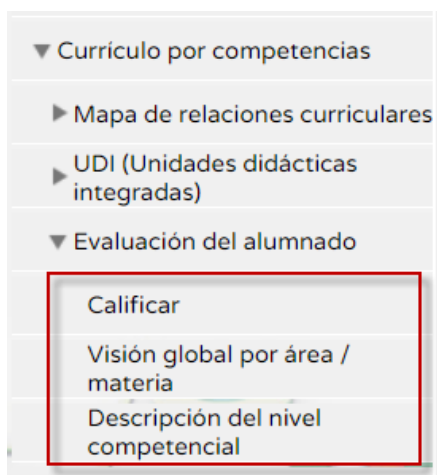 Currículo por competencias
Mapa de relaciones curriculares
UDI (Unidades didácticas
integradas)
Evaluación del alumnado
Calificar
Visión global por área /
materia
Descripción del nivel
competencial